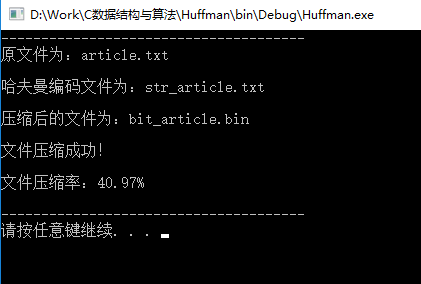 D:\Work\C数据结构与算法\Huffman\bin\Debug\Huffman.exe
--------------------------------------
原文件为：article.txt
哈夫曼编码文件为：str_article.txt
压缩后的文件为：bit_article.bin
文件压缩成功！
文件压缩率：40.97%
--------------------------------------
请按任意键继续. . .